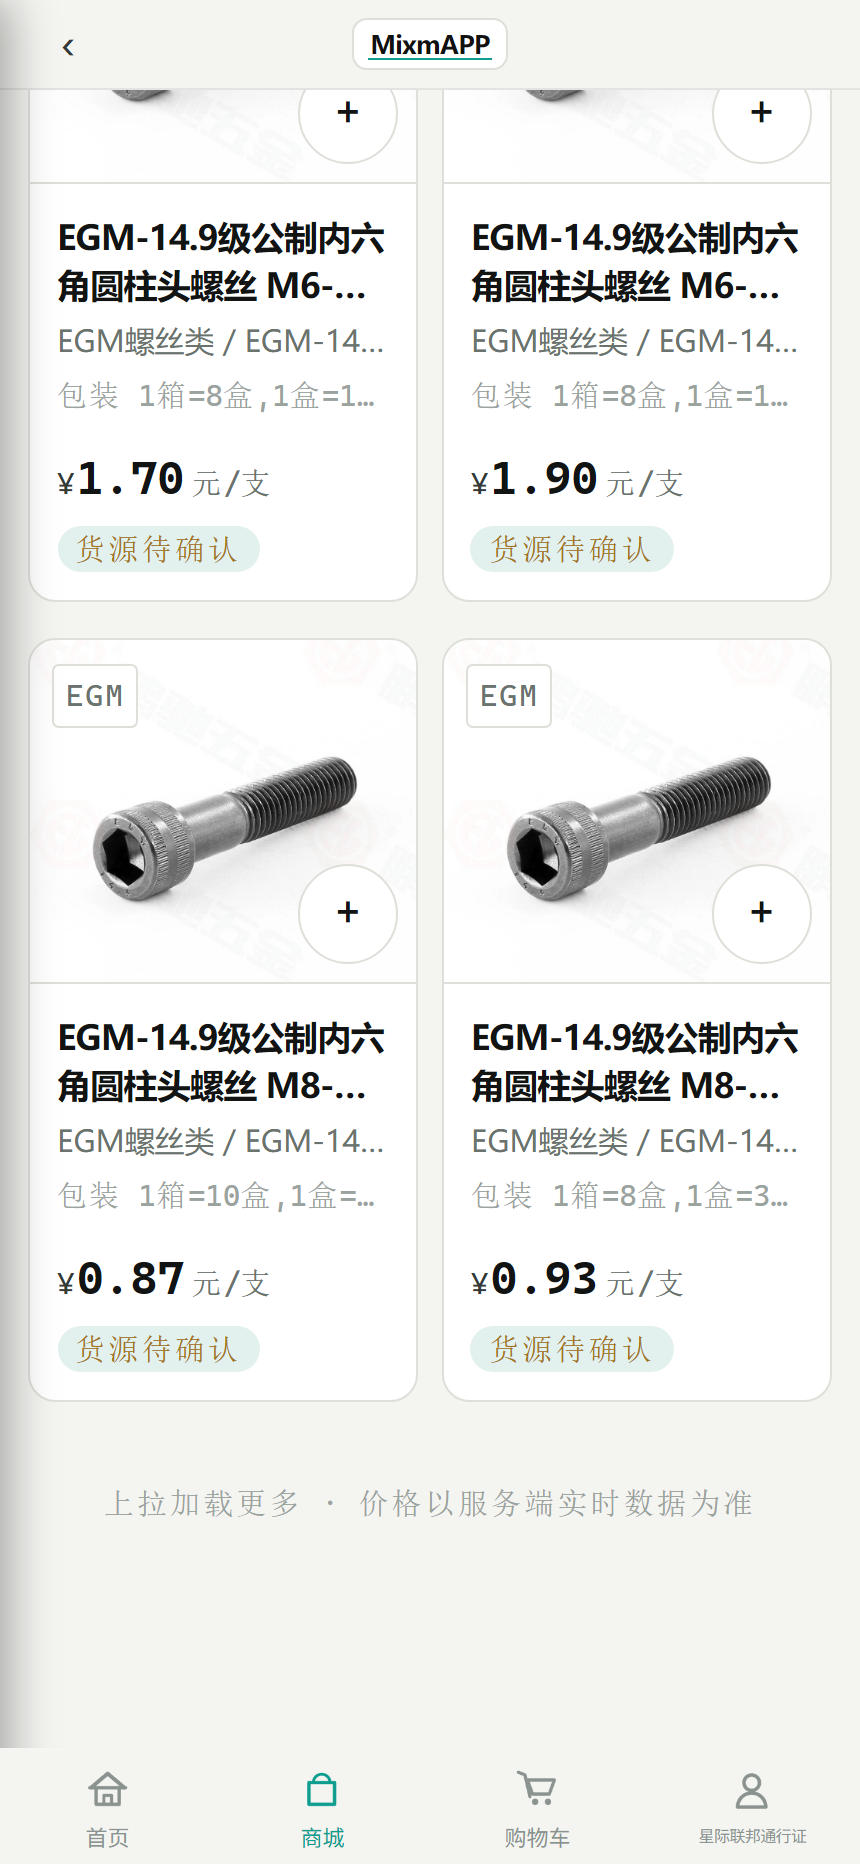 ‹
MixmAPP
+
+
EGM-14.9级公制内六
角圆柱头螺丝 M6-...
EGM螺丝类 / EGM-14...
包装 1箱=8盒,1盒=1...
¥1.70 元/支
货源待确认
EGM-14.9级公制内六
角圆柱头螺丝 M6-...
EGM螺丝类 / EGM-14...
包装 1箱=8盒,1盒=1...
¥1.90 元/支
货源待确认
EGM
+
EGM-14.9级公制内六
角圆柱头螺丝 M8-...
EGM螺丝类 / EGM-14...
包装 1箱=10盒,1盒=...
¥0.87 元/支
货源待确认
EGM
+
EGM-14.9级公制内六
角圆柱头螺丝 M8-...
EGM螺丝类 / EGM-14...
包装 1箱=8盒,1盒=3...
¥0.93 元/支
货源待确认
上拉加载更多 · 价格以服务端实时数据为准
首页
商城
购物车
星际联邦通行证